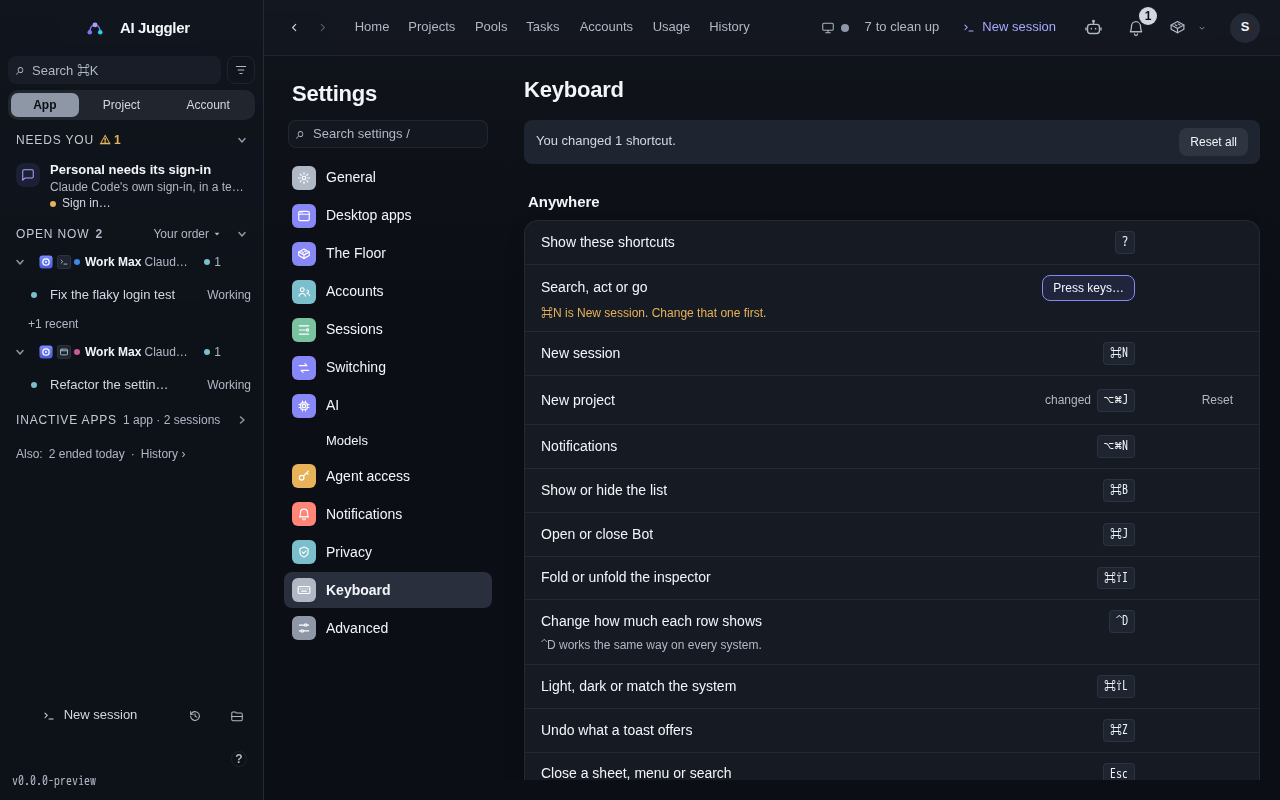 AI Juggler
Search ⌘K
App Project Account
NEEDS YOU 1
Personal needs its sign-in
Claude Code's own sign-in, in a te…
Sign in…
OPEN NOW 2 Your order
Work Max Claud… 1
Fix the flaky login test Working
+1 recent
Work Max Claud… 1
Refactor the settin… Working
INACTIVE APPS 1 app · 2 sessions
Also: 2 ended today · History ›
New session
?
v0.0.0-preview
Home Projects Pools Tasks Accounts Usage History
7 to clean up
New session
1
S
Settings
Search settings /
General
Desktop apps
The Floor
Accounts
Sessions
Switching
AI
Models
Agent access
Notifications
Privacy
Keyboard
Advanced
Keyboard
You changed 1 shortcut. Reset all
Anywhere
Show these shortcuts ?
Search, act or go Press keys…
⌘N is New session. Change that one first.
New session ⌘N
New project changed ⌥⌘J Reset
Notifications ⌥⌘N
Show or hide the list ⌘B
Open or close Bot ⌘J
Fold or unfold the inspector ⌘⇧I
Change how much each row shows ^D
^D works the same way on every system.
Light, dark or match the system ⌘⇧L
Undo what a toast offers ⌘Z
Close a sheet, menu or search Esc